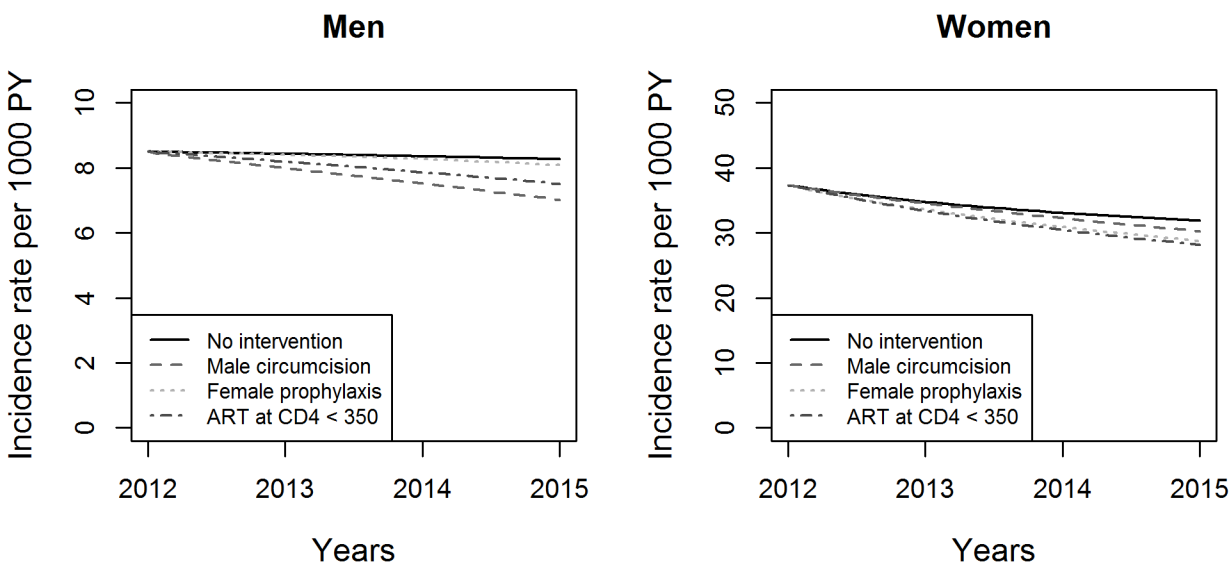 Men
Incidence rate per 1000 PY
10
8
6
4
2
0
No intervention
Male circumcision
Female prophylaxis
ART at CD4 < 350
2012 2013 2014 2015
Years
Women
Incidence rate per 1000 PY
50
40
30
20
10
0
No intervention
Male circumcision
Female prophylaxis
ART at CD4 < 350
2012 2013 2014 2015
Years